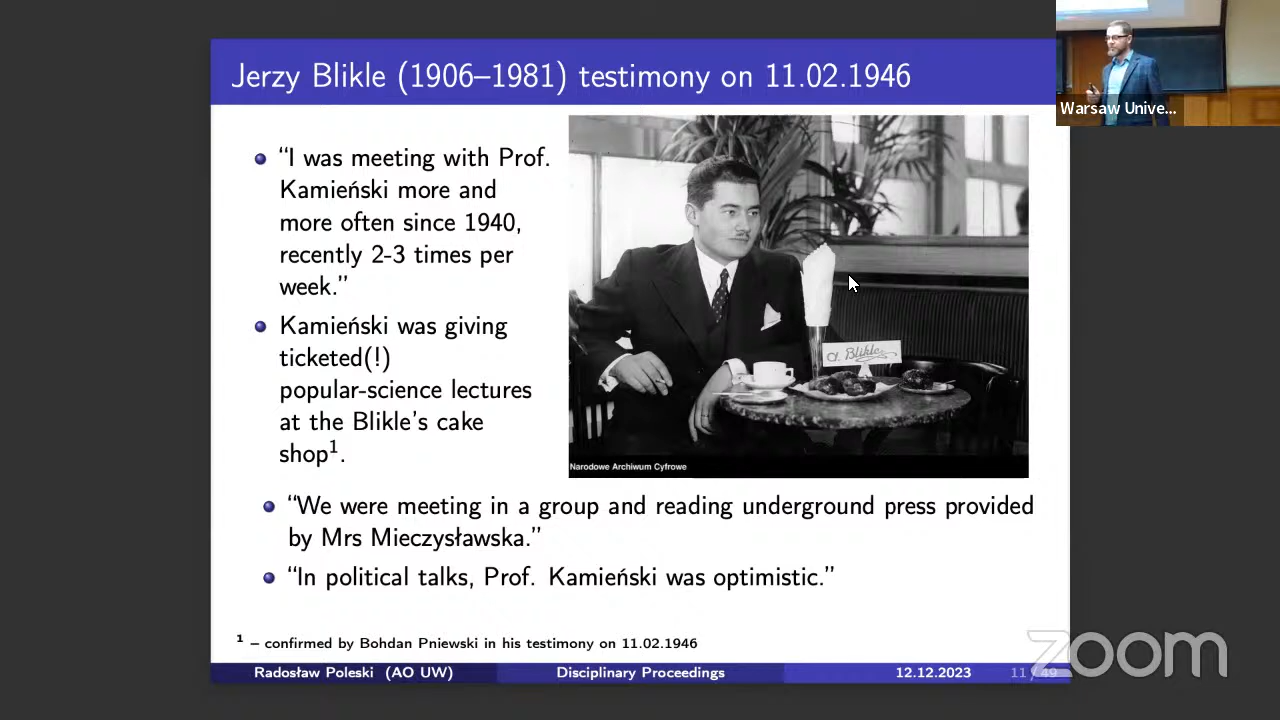 Jerzy Blikle (1906–1981) testimony on 11.02.1946
Warsaw Unive...
“I was meeting with Prof.
Kamieński more and
more often since 1940,
recently 2-3 times per
week.”
Kamieński was giving
ticketed(!)
popular-science lectures
at the Blikle’s cake
shop1.
A. Blikle
Narodowe Archiwum Cyfrowe
“We were meeting in a group and reading underground press provided
by Mrs Mieczysławska.”
“In political talks, Prof. Kamieński was optimistic.”
1 – confirmed by Bohdan Pniewski in his testimony on 11.02.1946
Radosław Poleski (AO UW)
Disciplinary Proceedings
12.12.2023
11 / 49
zoom